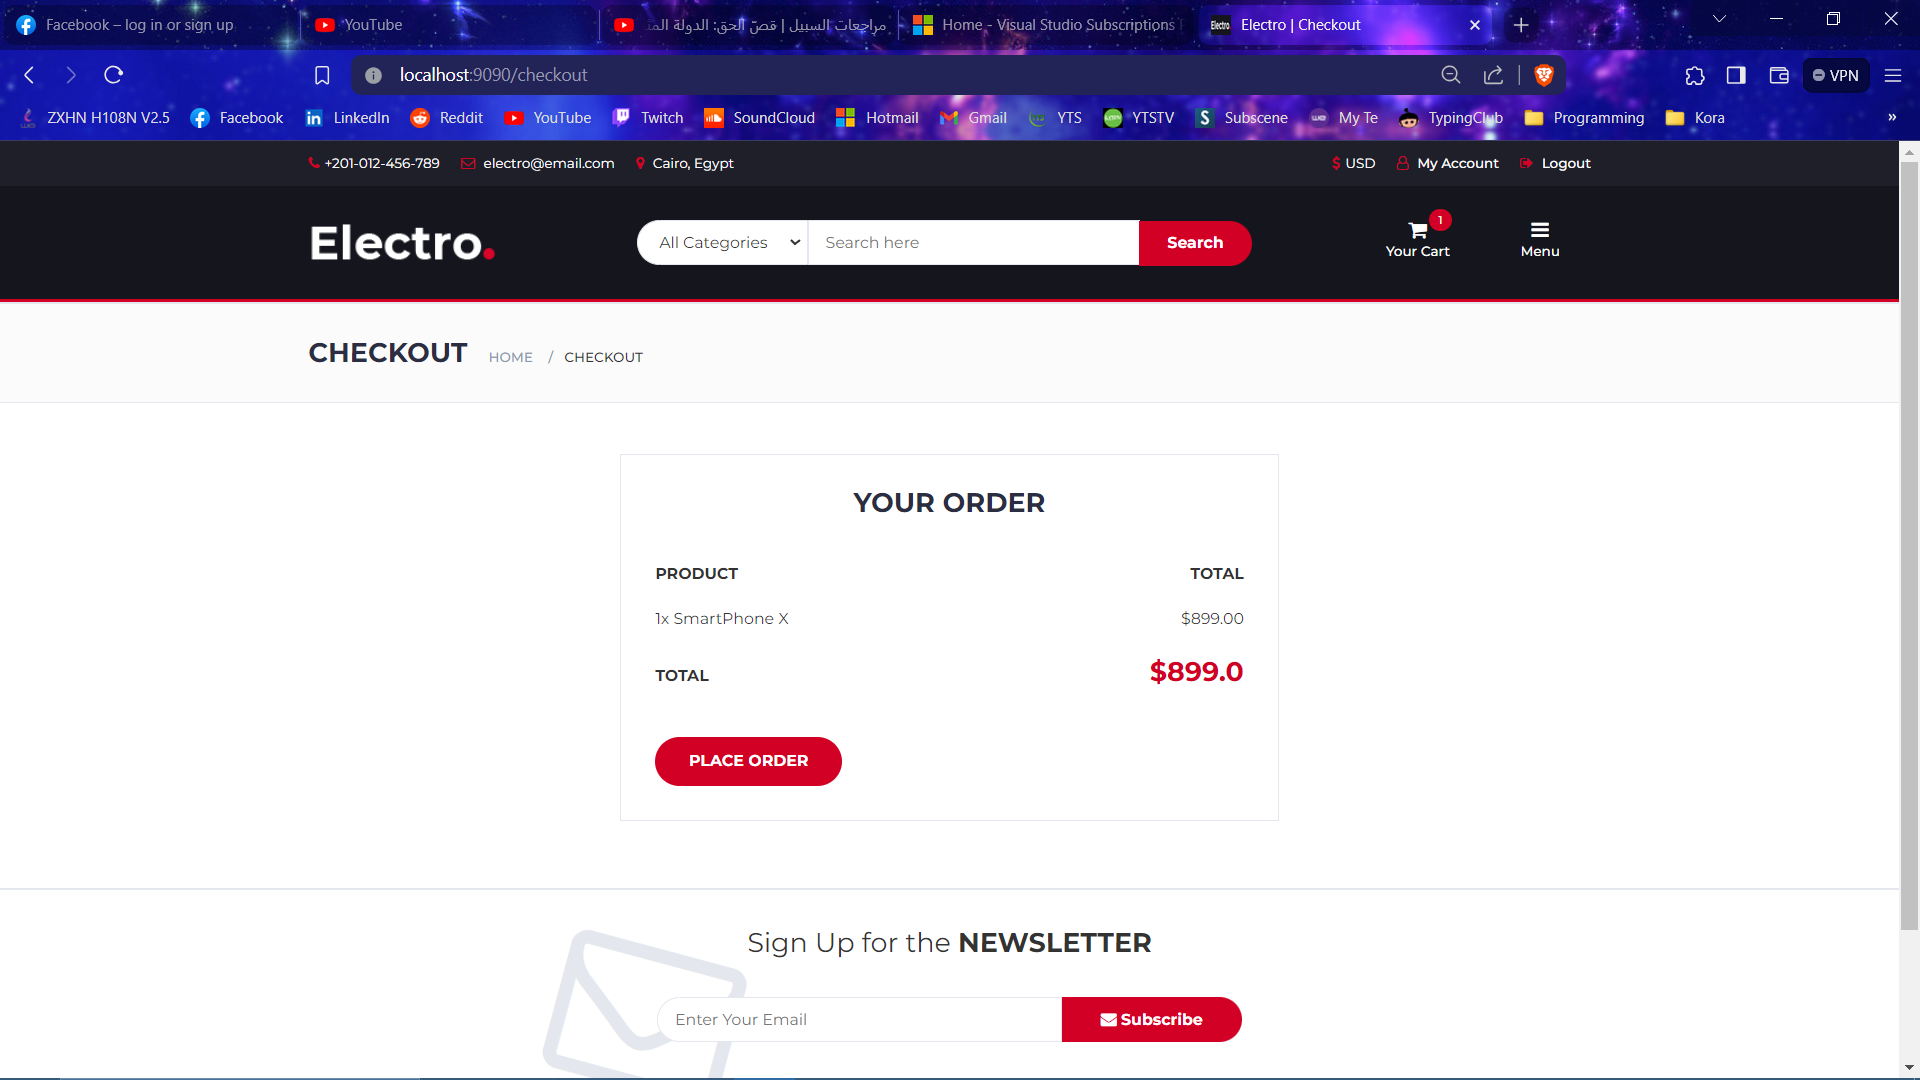 Facebook – log in or sign up
YouTube
مراجعات السبيل | قصّ الحق: الدولة
Home - Visual Studio Subscriptions
Electro | Checkout
localhost:9090/checkout
VPN
ZXHN H108N V2.5
Facebook
LinkedIn
Reddit
YouTube
Twitch
SoundCloud
Hotmail
Gmail
YTS
YTSTV
Subscene
My Te
TypingClub
Programming
Kora
»
+201-012-456-789
electro@email.com
Cairo, Egypt
$ USD
My Account
Logout
Electro.
All Categories
Search here
Search
1
Your Cart
Menu
CHECKOUT
HOME / CHECKOUT
YOUR ORDER
PRODUCT TOTAL
1x SmartPhone X $899.00
TOTAL $899.0
PLACE ORDER
Sign Up for the NEWSLETTER
Enter Your Email
Subscribe